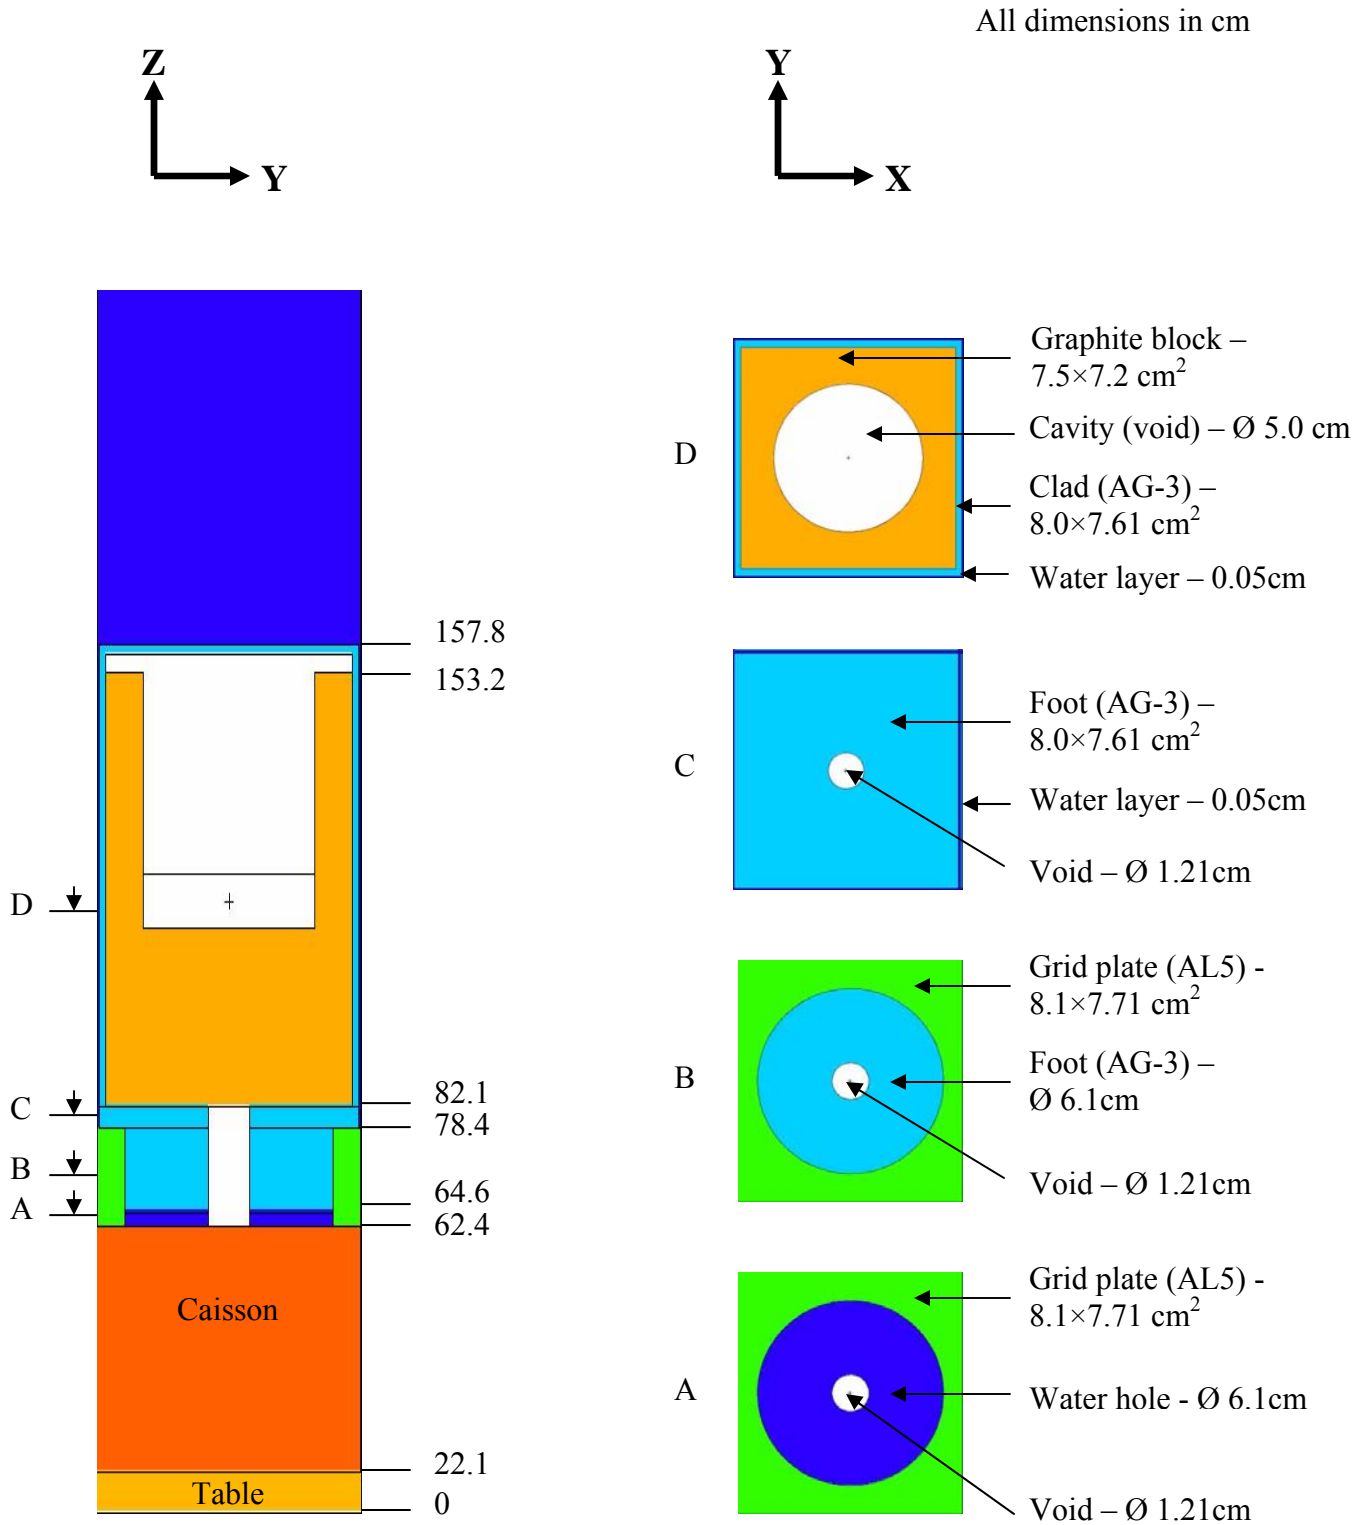 All dimensions in cm
Z
Y
Y
X
157.8
153.2
82.1
78.4
64.6
62.4
22.1
0
D
C
B
A
Caisson
Table
D
Graphite block –
7.5×7.2 cm²
Cavity (void) – Ø 5.0 cm
Clad (AG-3) –
8.0×7.61 cm²
Water layer – 0.05cm
C
Foot (AG-3) –
8.0×7.61 cm²
Water layer – 0.05cm
Void – Ø 1.21cm
B
Grid plate (AL5) -
8.1×7.71 cm²
Foot (AG-3) –
Ø 6.1cm
Void – Ø 1.21cm
A
Grid plate (AL5) -
8.1×7.71 cm²
Water hole - Ø 6.1cm
Void – Ø 1.21cm